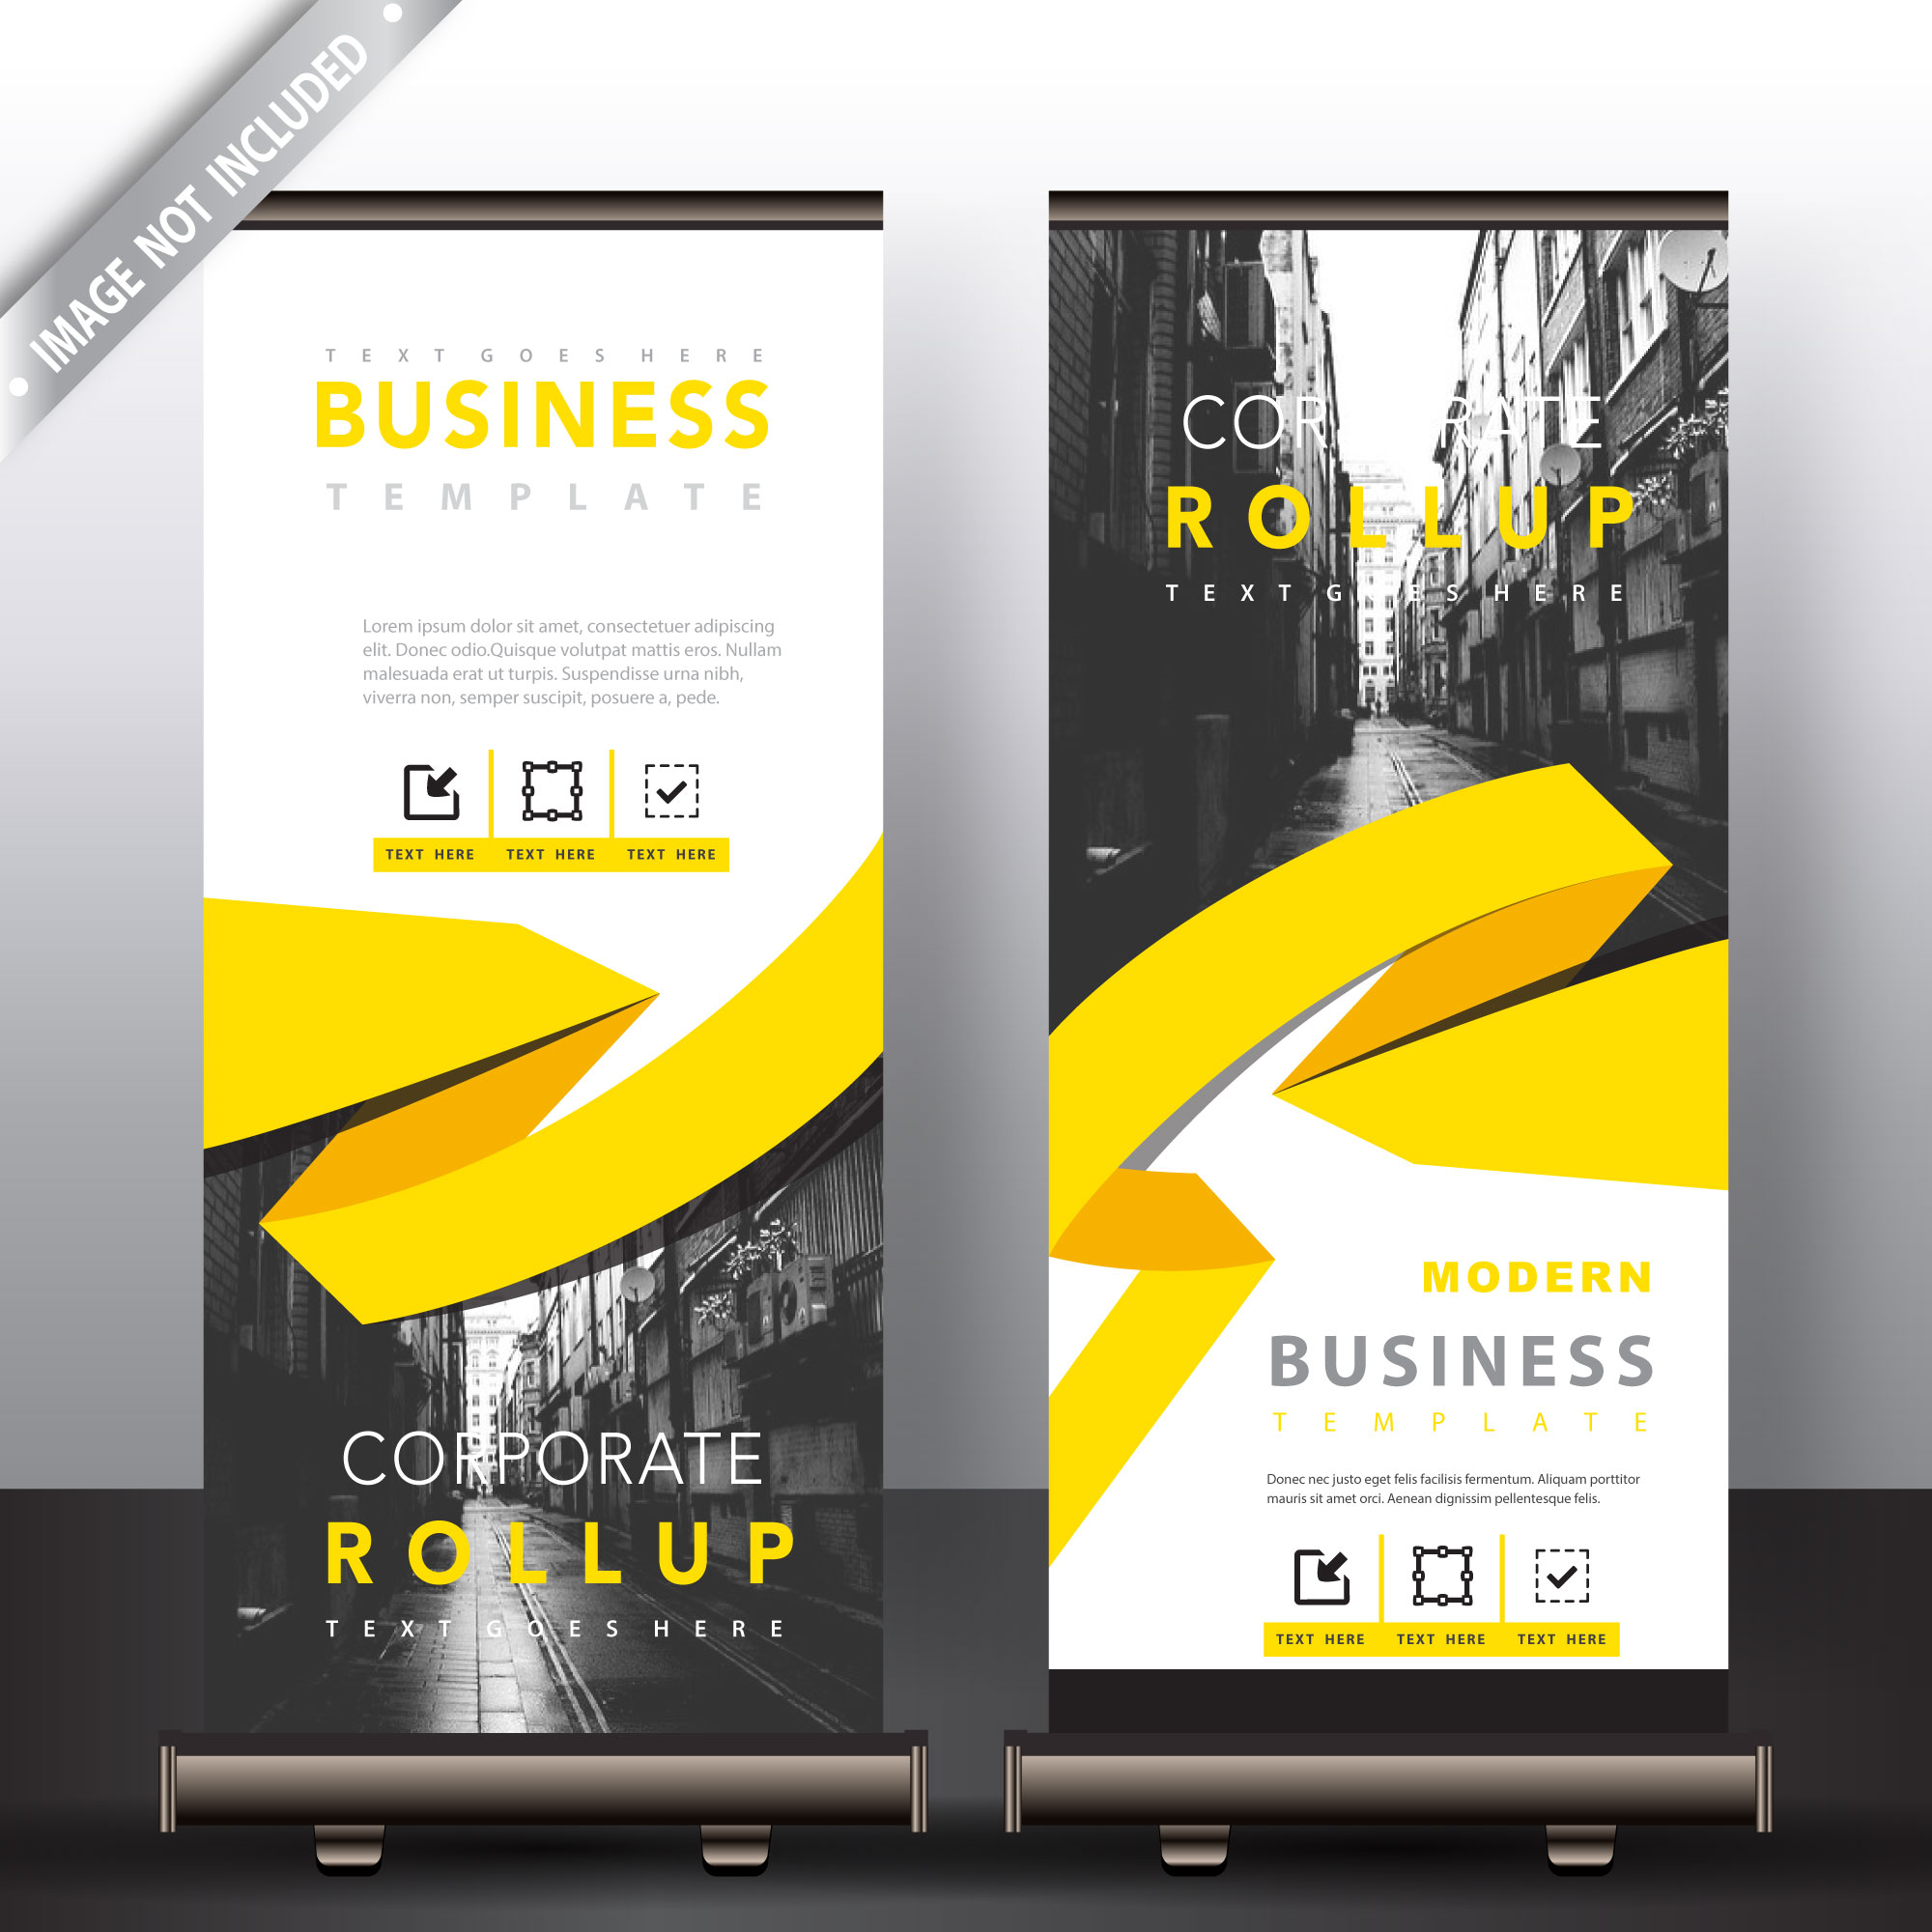 IMAGE NOT INCLUDED
TEXT GOES HERE
BUSINESS
TEMPLATE
Lorem ipsum dolor sit amet, consectetuer adipiscing
elit. Donec odio.Quisque volutpat mattis eros. Nullam
malesuada erat ut turpis. Suspendisse urna nibh,
viverra non, semper suscipit, posuere a, pede.
TEXT HERE TEXT HERE TEXT HERE
CORPORATE
ROLLUP
TEXT GOES HERE
CORPORATE
ROLLUP
TEXT GOES HERE
MODERN
BUSINESS
TEMPLATE
Donec nec justo eget felis facilisis fermentum. Aliquam porttitor
mauris sit amet orci. Aenean dignissim pellentesque felis.
TEXT HERE TEXT HERE TEXT HERE